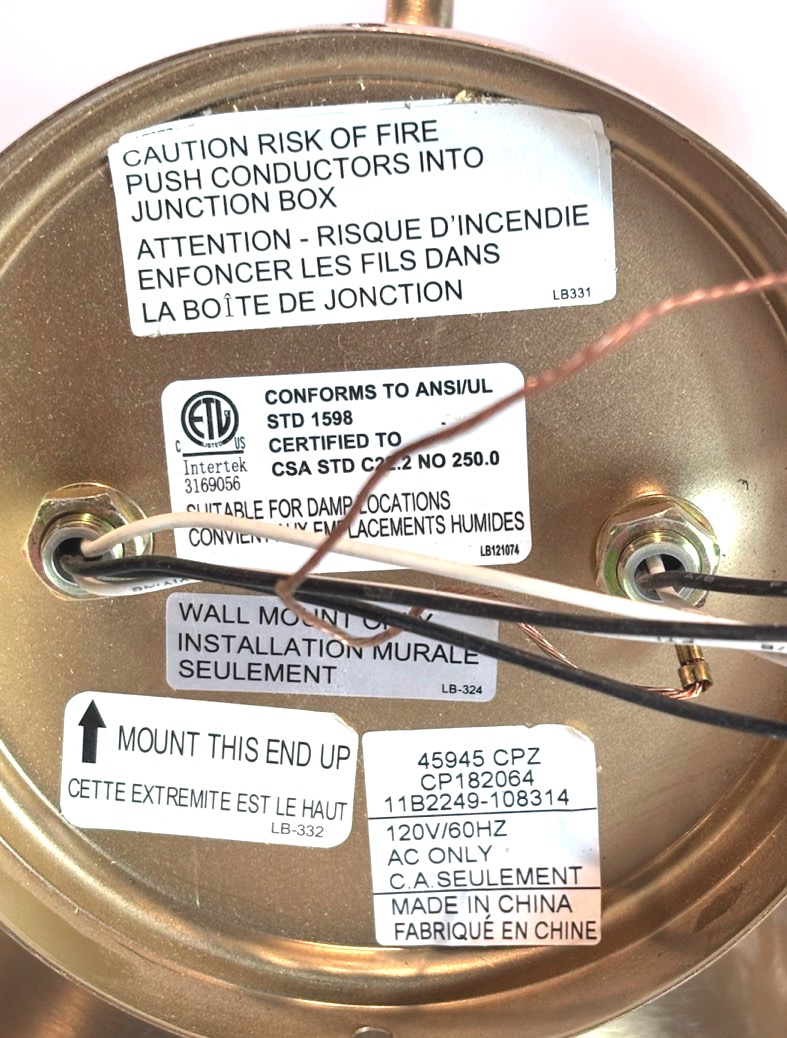 CAUTION RISK OF FIRE
PUSH CONDUCTORS INTO
JUNCTION BOX
ATTENTION - RISQUE D'INCENDIE
ENFONCER LES FILS DANS
LA BOÎTE DE JONCTION
LB331
ETL
LISTED
C US
Intertek
3169056
CONFORMS TO ANSI/UL
STD 1598
CERTIFIED TO
CSA STD NO 250.0
SUITABLE FOR DAMP LOCATIONS
HUMIDES
LB121074
WALL MOUNT
INSTALLATION MURALE
SEULEMENT
LB-324
MOUNT THIS END UP
CETTE EXTREMITE EST LE HAUT
LB-332
45945 CPZ
CP182064
11B2249-108314
120V/60HZ
AC ONLY
C.A.SEULEMENT
MADE IN CHINA
FABRIQUÉ EN CHINE